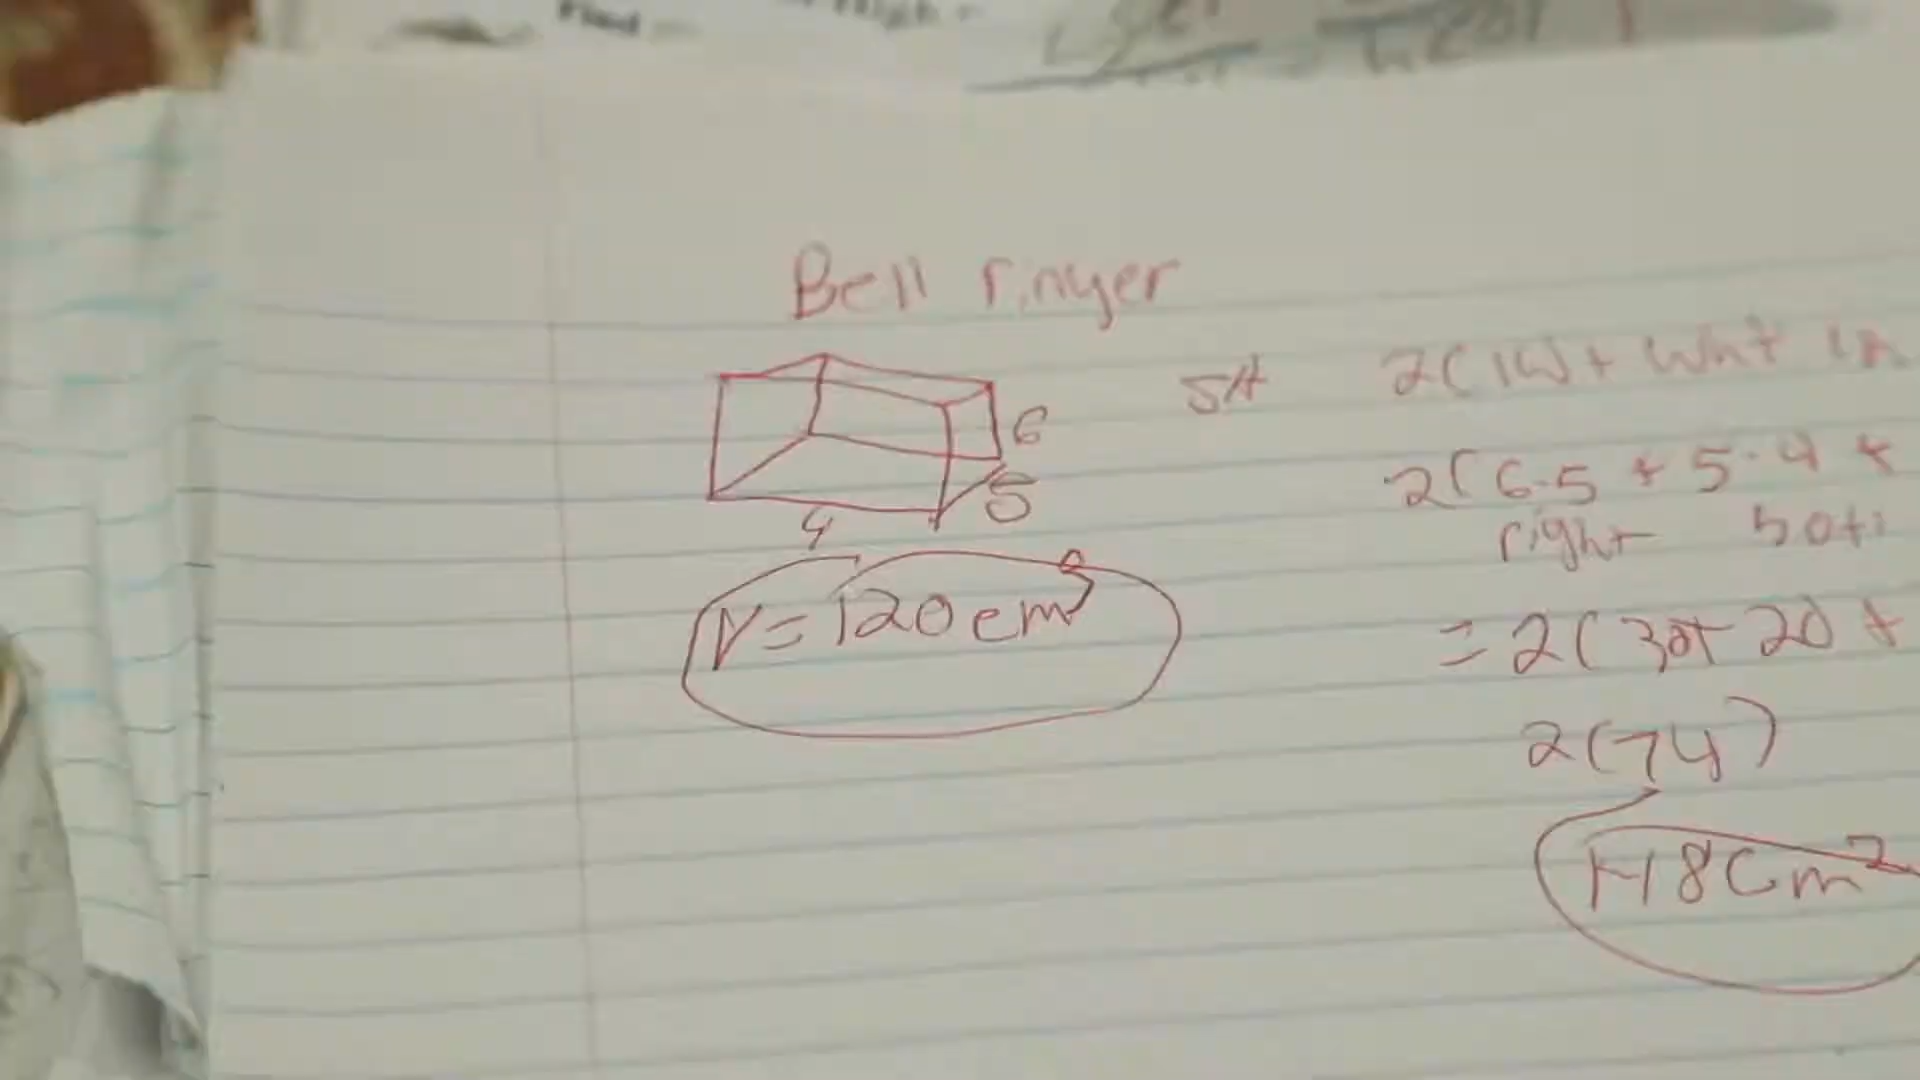 Bell ringer
6
5
4
V = 120 cm³
SA 2(lw + wh + lh
2(6·5 + 5·4 +
right bott
= 2(30+ 20 +
2(74)
148 cm²